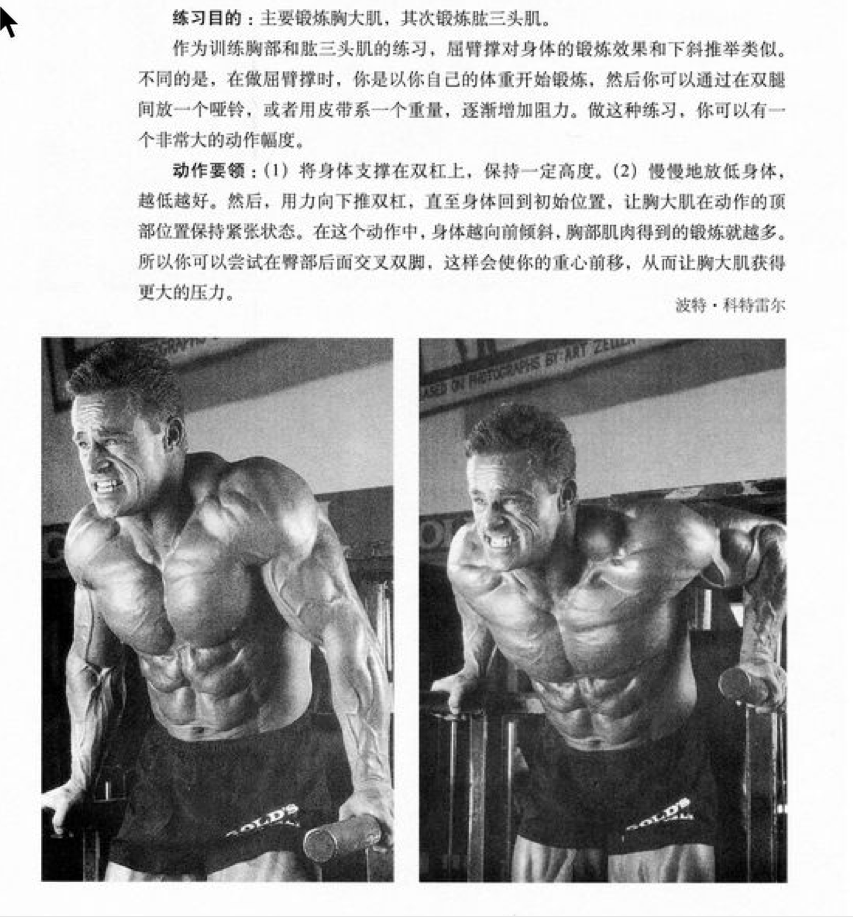 练习目的：主要锻炼胸大肌，其次锻炼肱三头肌。
作为训练胸部和肱三头肌的练习，屈臂撑对身体的锻炼效果和下斜推举类似。
不同的是，在做屈臂撑时，你是以你自己的体重开始锻炼，然后你可以通过在双腿
间放一个哑铃，或者用皮带系一个重量，逐渐增加阻力。做这种练习，你可以有一
个非常大的动作幅度。
动作要领：（1）将身体支撑在双杠上，保持一定高度。（2）慢慢地放低身体，
越低越好。然后，用力向下推双杠，直至身体回到初始位置，让胸大肌在动作的顶
部位置保持紧张状态。在这个动作中，身体越向前倾斜，胸部肌肉得到的锻炼就越多。
所以你可以尝试在臀部后面交叉双脚，这样会使你的重心前移，从而让胸大肌获得
更大的压力。
波特·科特雷尔
BASED ON PHOTOGRAPHS BY: ART ZELLER
GOLD'S
GOLD'S